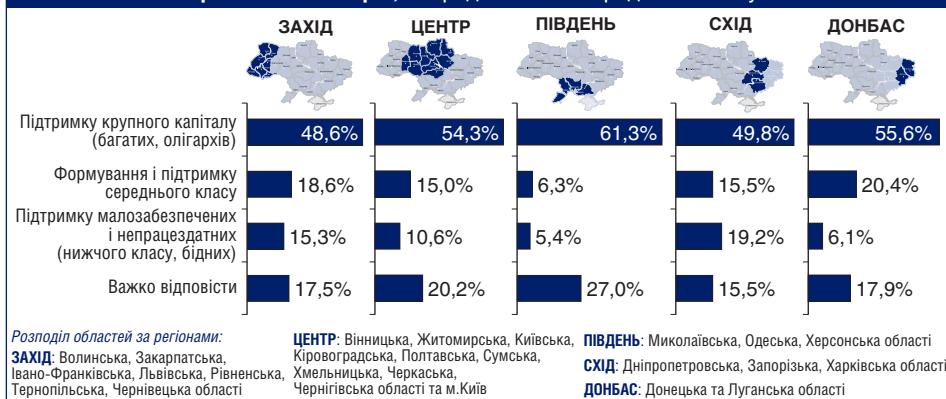 ЗАХІД ЦЕНТР ПІВДЕНЬ СХІД ДОНБАС
Підтримку крупного капіталу
(багатих, олігархів)
48,6% 54,3% 61,3% 49,8% 55,6%
Формування і підтримку
середнього класу
18,6% 15,0% 6,3% 15,5% 20,4%
Підтримку малозабезпечених
і непрацездатних
(нижчого класу, бідних)
15,3% 10,6% 5,4% 19,2% 6,1%
Важко відповісти
17,5% 20,2% 27,0% 15,5% 17,9%
Розподіл областей за регіонами:
ЗАХІД: Волинська, Закарпатська,
Івано-Франківська, Львівська, Рівненська,
Тернопільська, Чернівецька області
ЦЕНТР: Вінницька, Житомирська, Київська,
Кіровоградська, Полтавська, Сумська,
Хмельницька, Черкаська,
Чернігівська області та м.Київ
ПІВДЕНЬ: Миколаївська, Одеська, Херсонська області
СХІД: Дніпропетровська, Запорізька, Харківська області
ДОНБАС: Донецька та Луганська області